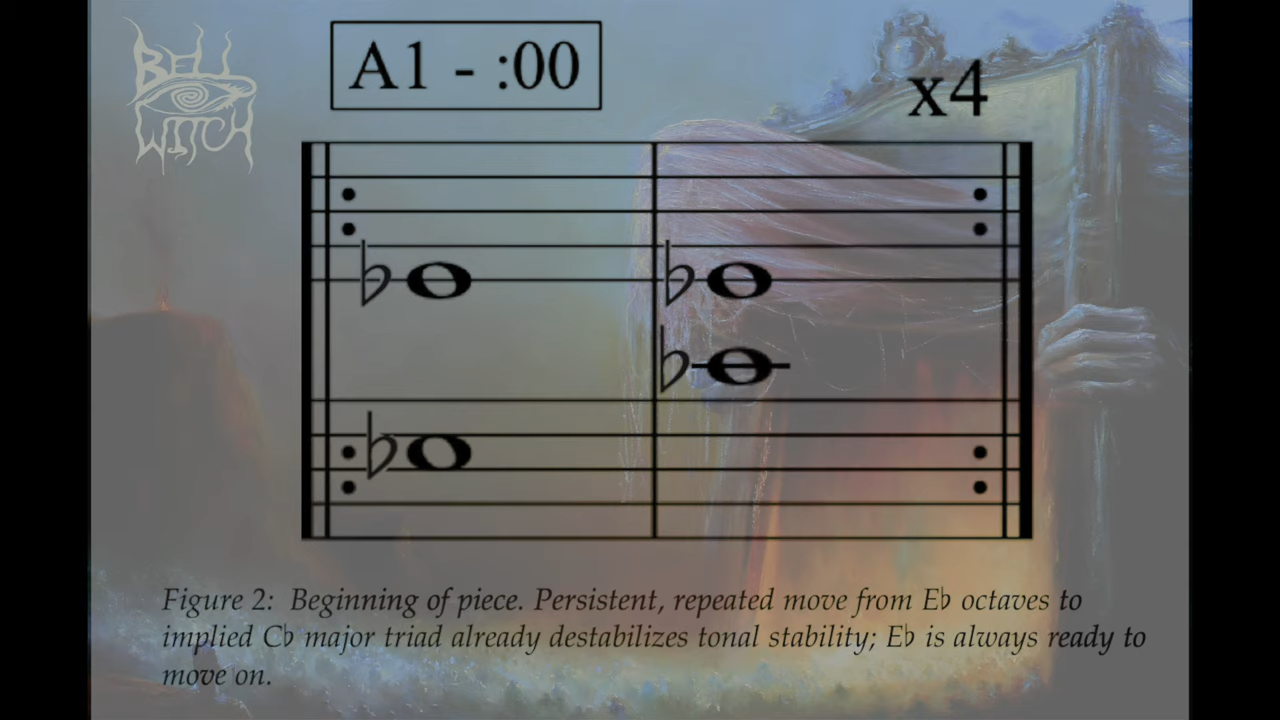 BELL
WITCH
A1 - :00
x4
Figure 2: Beginning of piece. Persistent, repeated move from E♭ octaves to
implied C♭ major triad already destabilizes tonal stability; E♭ is always ready to
move on.